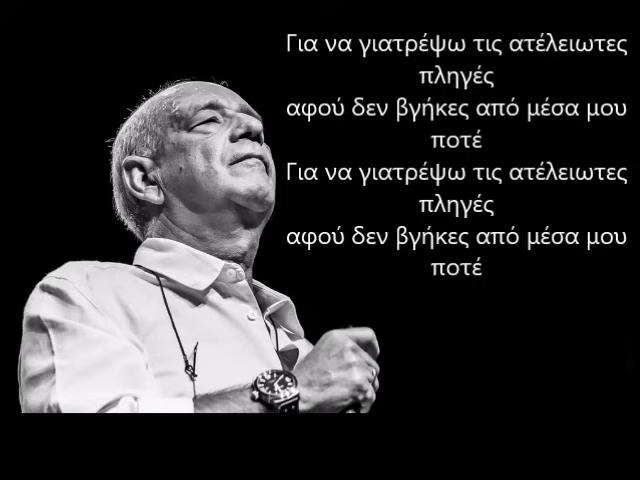 Για να γιατρέψω τις ατέλειωτες
πληγές
αφού δεν βγήκες από μέσα μου
ποτέ
Για να γιατρέψω τις ατέλειωτες
πληγές
αφού δεν βγήκες από μέσα μου
ποτέ